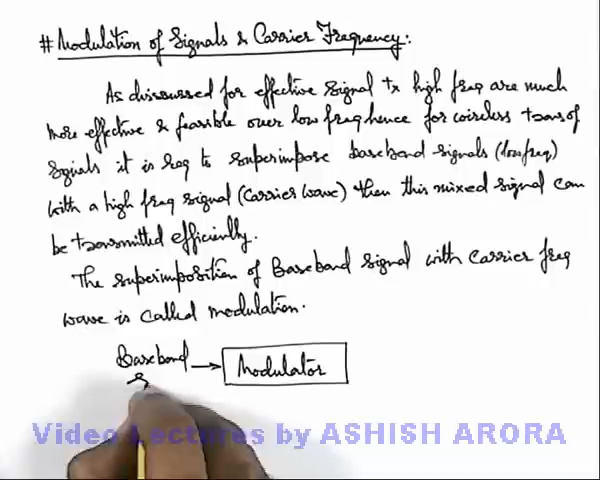 # Modulation of Signals & Carrier Frequency:
As discussed for effective signal tx high freq are much
more effective & feasible over low freq hence for wireless trans of
signals it is req to superimpose baseband signals (low freq)
with a high freq signal (carrier wave) then this mixed signal can
be transmitted efficiently.
The superimposition of Baseband signal with carrier freq
wave is called modulation.
Baseband → Modulator
S
Video Lectures by ASHISH ARORA